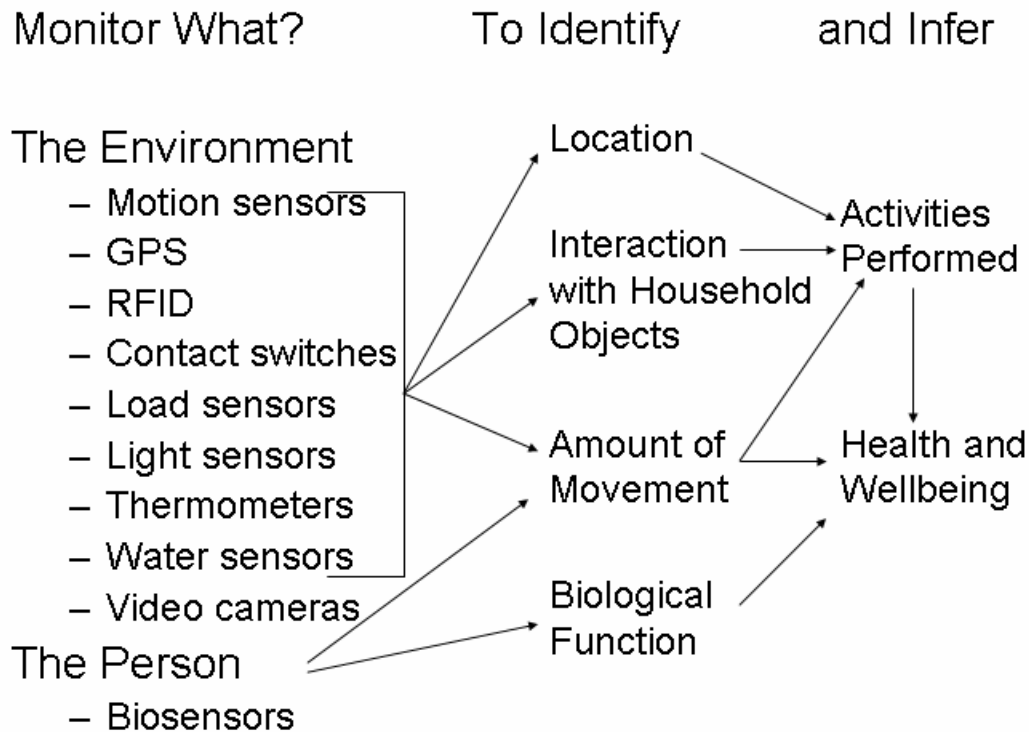 Monitor What? To Identify and Infer
The Environment
– Motion sensors
– GPS
– RFID
– Contact switches
– Load sensors
– Light sensors
– Thermometers
– Water sensors
– Video cameras
The Person
– Biosensors
Location
Interaction
with Household
Objects
Amount of
Movement
Biological
Function
Activities
Performed
Health and
Wellbeing